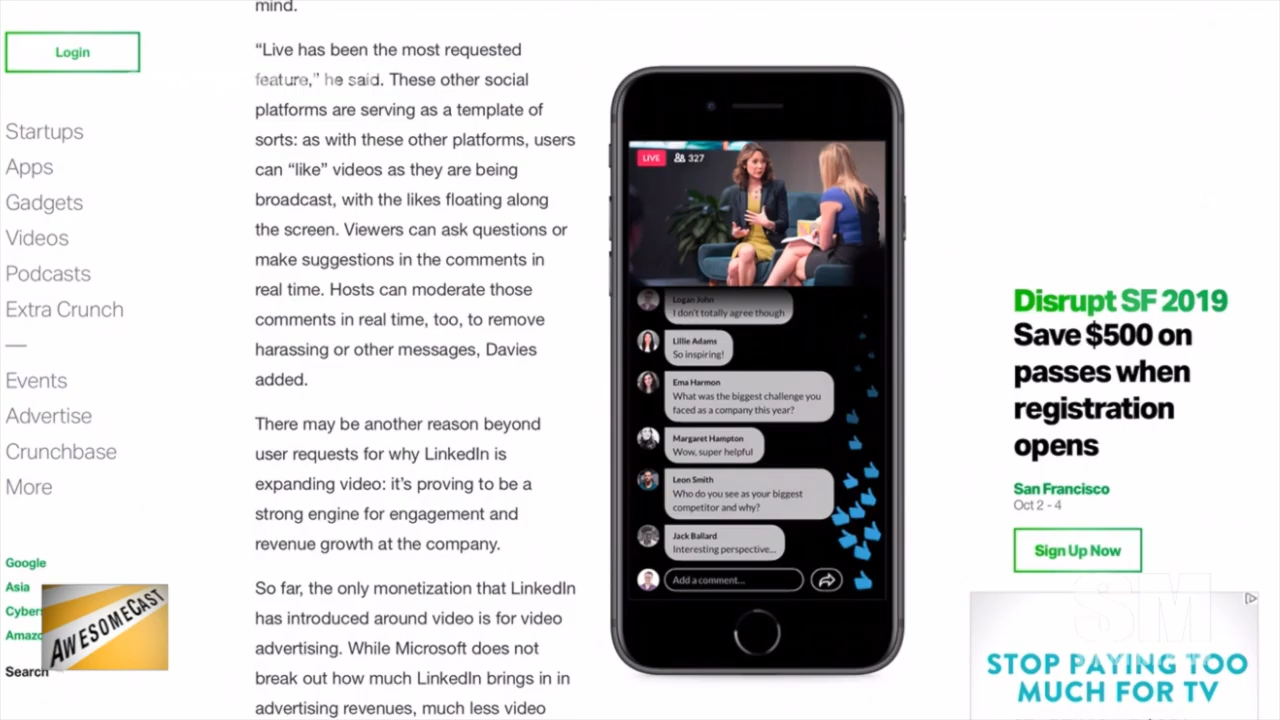 mind.
Login
“Live has been the most requested
feature,” he said. These other social
platforms are serving as a template of
sorts: as with these other platforms, users
can “like” videos as they are being
broadcast, with the likes floating along
the screen. Viewers can ask questions or
make suggestions in the comments in
real time. Hosts can moderate those
comments in real time, too, to remove
harassing or other messages, Davies
added.
There may be another reason beyond
user requests for why LinkedIn is
expanding video: it’s proving to be a
strong engine for engagement and
revenue growth at the company.
So far, the only monetization that LinkedIn
has introduced around video is for video
advertising. While Microsoft does not
break out how much LinkedIn brings in in
advertising revenues, much less video
Startups
Apps
Gadgets
Videos
Podcasts
Extra Crunch
—
Events
Advertise
Crunchbase
More
Google
Asia
Cyber
Amazo
Search
AWESOMECAST
LIVE
327
Logan John
I don't totally agree though
Lillie Adams
So inspiring!
Ema Harmon
What was the biggest challenge you
faced as a company this year?
Margaret Hampton
Wow, super helpful
Leon Smith
Who do you see as your biggest
competitor and why?
Jack Ballard
Interesting perspective...
Add a comment...
Disrupt SF 2019
Save $500 on
passes when
registration
opens
San Francisco
Oct 2 - 4
Sign Up Now
SM
STOP PAYING TOO
MUCH FOR TV